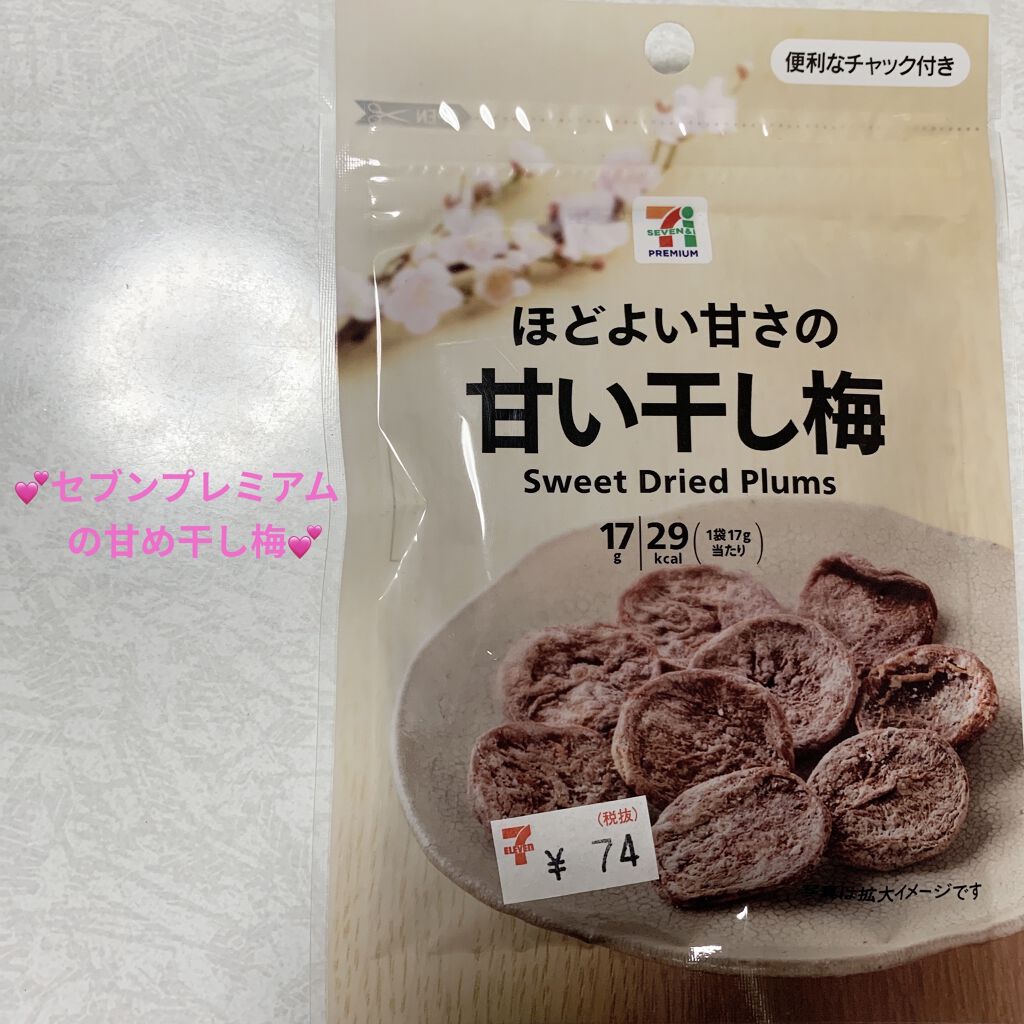 便利なチャック付き
SEVEN&i
PREMIUM
ほどよい甘さの
甘い干し梅
Sweet Dried Plums
17g
29kcal
(1袋17g当たり)
💕セブンプレミアム
の甘め干し梅💕
(税抜)
7 ELEVEn
¥ 74
は拡大イメージです